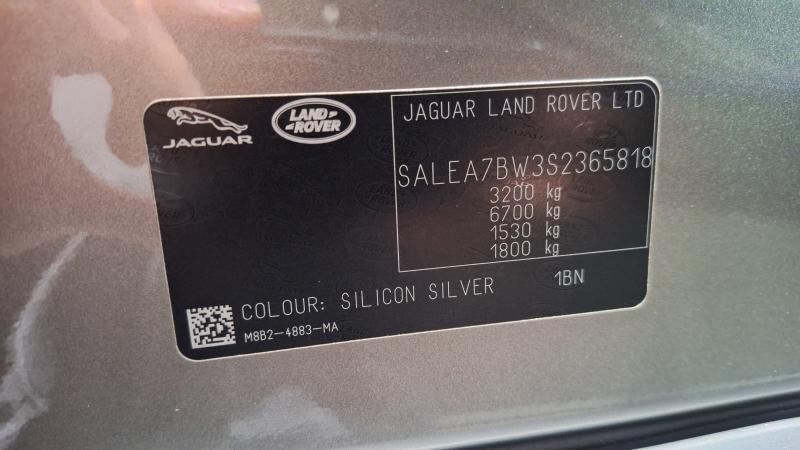 JAGUAR
LAND
ROVER
JAGUAR LAND ROVER LTD
SALEA7BW3S2365818
3200 kg
6700 kg
1530 kg
1800 kg
COLOUR: SILICON SILVER 1BN
M8B2-4883-MA